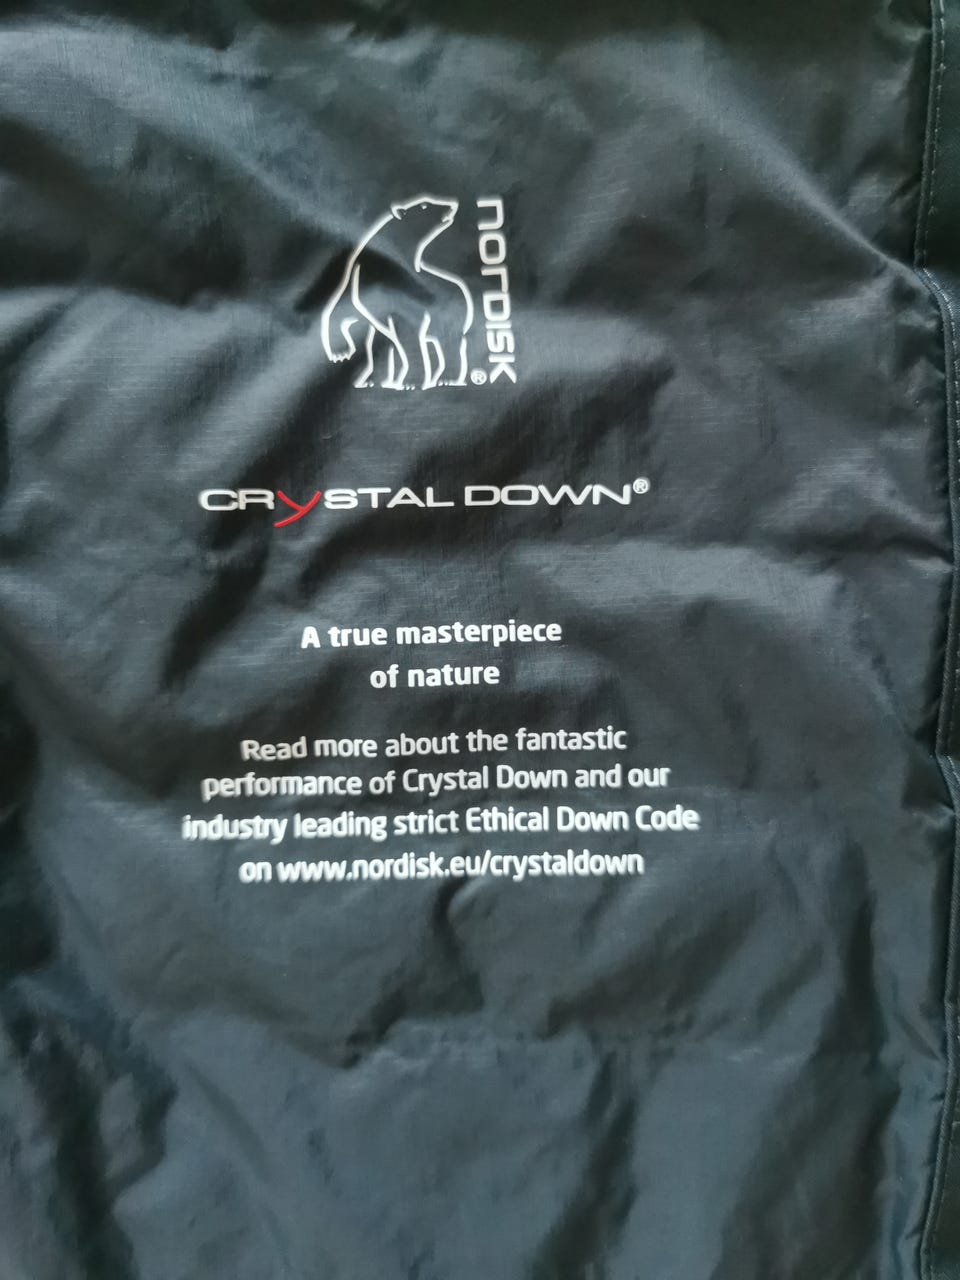 nordisk®
CRYSTAL DOWN®
A true masterpiece
of nature
Read more about the fantastic
performance of Crystal Down and our
industry leading strict Ethical Down Code
on www.nordisk.eu/crystaldown